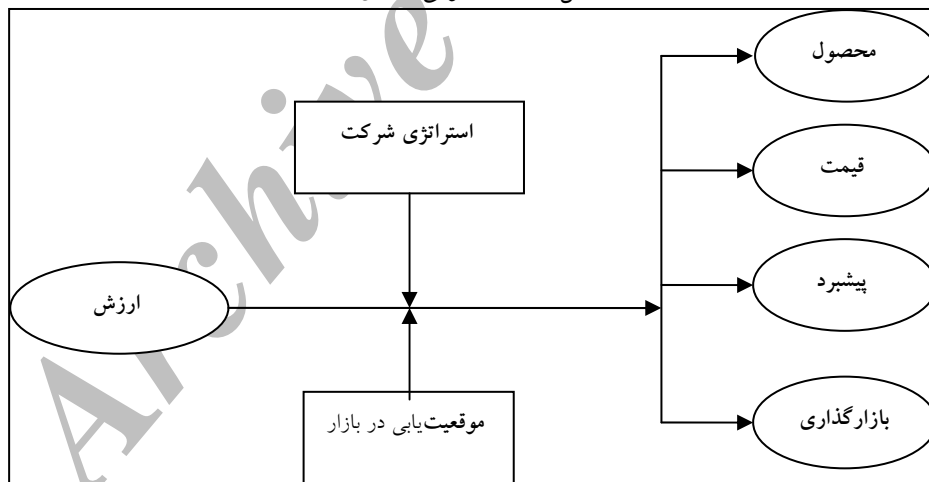 محصول
استراتژی شرکت
قیمت
ارزش
پیشبرد
موقعیت‌یابی در بازار
بازارگذاری
Archive